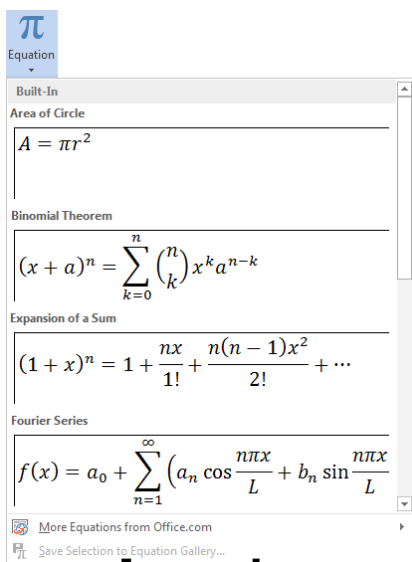 π
Equation
Built-In
Area of Circle
A = πr²
Binomial Theorem
(x + a)ⁿ = ∑_{k=0}^{n} (n k) xᵏaⁿ⁻ᵏ
Expansion of a Sum
(1 + x)ⁿ = 1 + nx/1! + n(n − 1)x²/2! + ⋯
Fourier Series
f(x) = a₀ + ∑_{n=1}^{∞} (aₙ cos nπx/L + bₙ sin nπx/L
More Equations from Office.com
Save Selection to Equation Gallery...